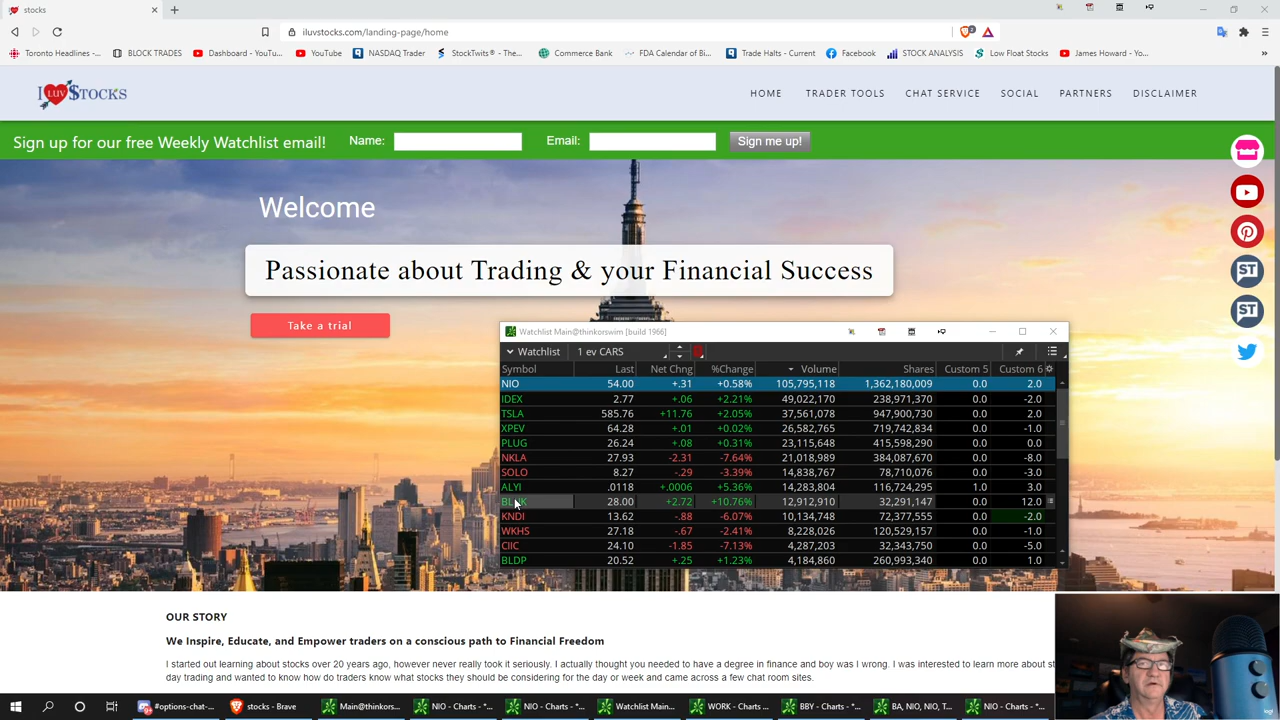 stocks
iluvstocks.com/landing-page/home
Toronto Headlines -... BLOCK TRADES Dashboard - YouTu... YouTube NASDAQ Trader StockTwits® - The... Commerce Bank FDA Calendar of Bi... Trade Halts - Current Facebook STOCK ANALYSIS Low Float Stocks James Howard - Yo...
I LUV $TOCKS HOME TRADER TOOLS CHAT SERVICE SOCIAL PARTNERS DISCLAIMER
Sign up for our free Weekly Watchlist email! Name: Email: Sign me up!
Welcome
Passionate about Trading & your Financial Success
Take a trial
ST
ST
Watchlist Main@thinkorswim [build 1966]
Watchlist 1 ev CARS
Symbol Last Net Chng %Change Volume Shares Custom 5 Custom 6
NIO 54.00 +.31 +0.58% 105,795,118 1,362,180,009 0.0 2.0
IDEX 2.77 +.06 +2.21% 49,022,170 238,971,370 0.0 -2.0
TSLA 585.76 +11.76 +2.05% 37,561,078 947,900,370 0.0 2.0
XPEV 64.28 +.01 +0.02% 26,582,765 719,742,834 0.0 -1.0
PLUG 26.24 +.08 +0.31% 23,115,648 415,598,290 0.0 0.0
NKLA 27.93 -2.31 -7.64% 21,018,989 384,087,670 0.0 -8.0
SOLO 8.27 -.29 -3.39% 14,838,767 78,710,076 0.0 -3.0
ALYI .0118 +.0006 +5.36% 14,283,804 116,724,295 1.0 3.0
BLNK 28.00 +2.72 +10.76% 12,912,910 32,291,147 0.0 12.0
KNDI 13.62 -.88 -6.07% 10,134,748 72,377,555 0.0 -2.0
WKHS 27.18 -.67 -2.41% 8,228,026 120,529,157 0.0 -1.0
CIIC 24.10 -1.85 -7.13% 4,287,203 32,343,750 0.0 -5.0
BLDP 20.52 +.25 +1.23% 4,184,860 260,993,340 0.0 1.0
OUR STORY
We Inspire, Educate, and Empower traders on a conscious path to Financial Freedom
I started out learning about stocks over 20 years ago, however never really took it seriously. I actually thought you needed to have a degree in finance and boy was I wrong. I was interested to learn more about st
day trading and wanted to know how do traders know what stocks they should be considering for the day or week and came across a few chat room sites.
logi
#options-chat-... stocks - Brave Main@thinkors... NIO - Charts - "... NIO - Charts - "... Watchlist Main... WORK - Charts ... BBY - Charts - "... BA, NIO, NIO, T... NIO - Charts - "...